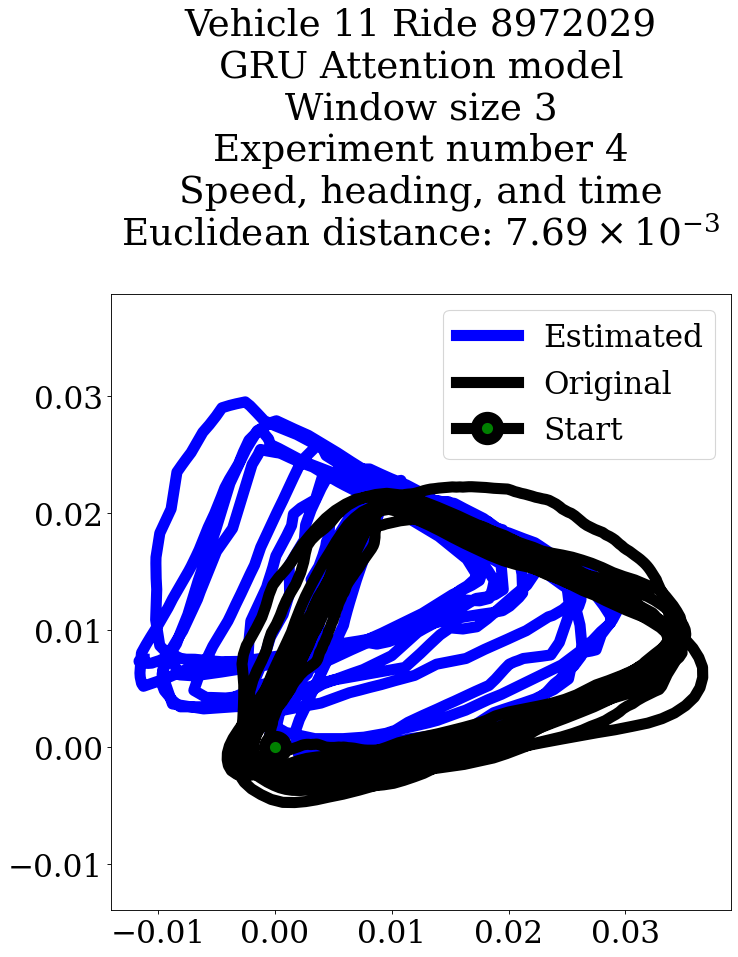 Vehicle 11 Ride 8972029
GRU Attention model
Window size 3
Experiment number 4
Speed, heading, and time
Euclidean distance: 7.69 × 10⁻³
Estimated
Original
Start
0.03
0.02
0.01
0.00
−0.01
−0.01 0.00 0.01 0.02 0.03